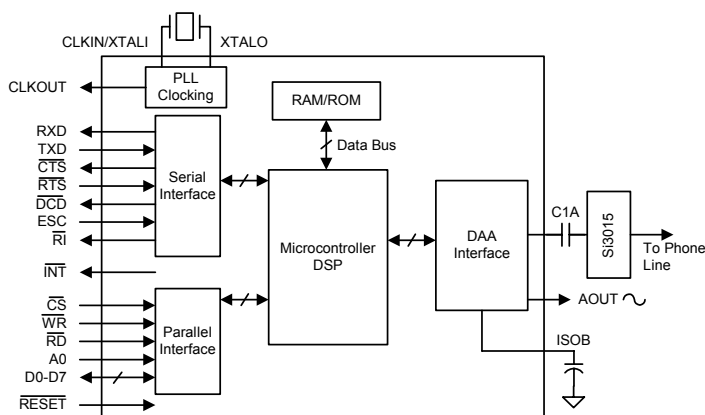 CLKIN/XTALI
XTALO
CLKOUT
PLL
Clocking
RAM/ROM
Data Bus
RXD
TXD
CTS
RTS
DCD
ESC
RI
Serial
Interface
INT
CS
WR
RD
A0
D0-D7
RESET
Parallel
Interface
Microcontroller
DSP
DAA
Interface
C1A
Si3015
To Phone
Line
AOUT
ISOB